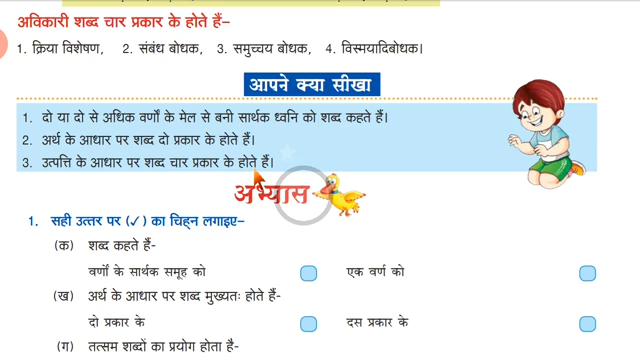 अविकारी शब्द चार प्रकार के होते हैं–
1. क्रिया विशेषण, 2. संबंध बोधक, 3. समुच्चय बोधक, 4. विस्मयादिबोधक।
आपने क्या सीखा
1. दो या दो से अधिक वर्णों के मेल से बनी सार्थक ध्वनि को शब्द कहते हैं।
2. अर्थ के आधार पर शब्द दो प्रकार के होते हैं।
3. उत्पत्ति के आधार पर शब्द चार प्रकार के होते हैं।
अभ्यास
1. सही उत्तर पर (✓) का चिह्न लगाइए–
(क) शब्द कहते हैं-
वर्णों के सार्थक समूह को एक वर्ण को
(ख) अर्थ के आधार पर शब्द मुख्यतः होते हैं-
दो प्रकार के दस प्रकार के
(ग) तत्सम शब्दों का प्रयोग होता है-